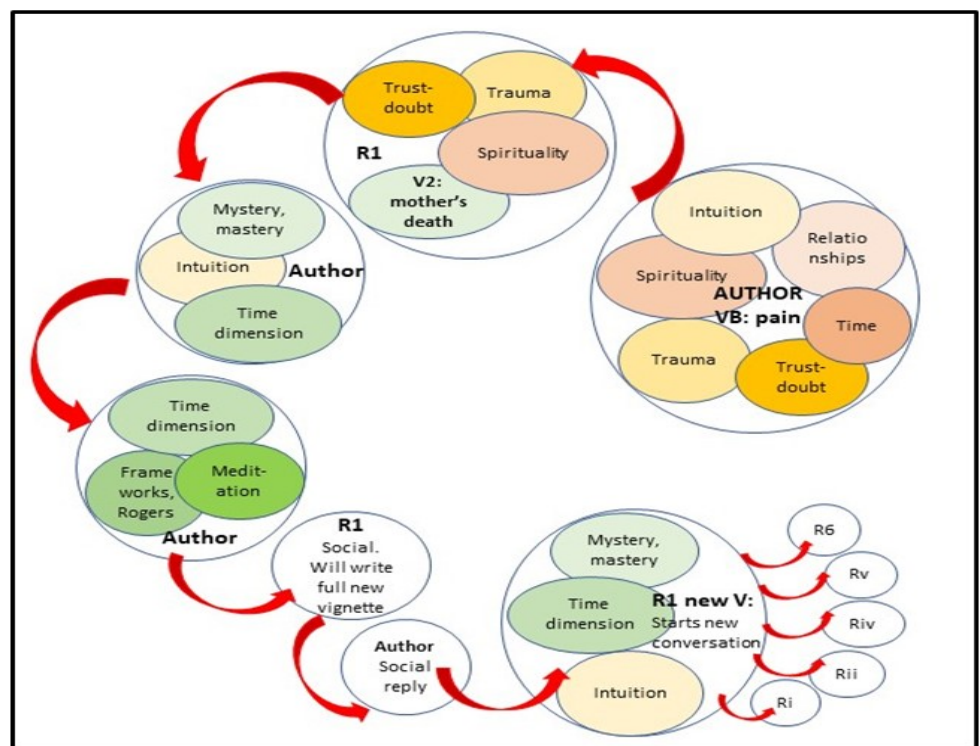 Trust-
doubt
Trauma
R1
Spirituality
V2:
mother's
death
Intuition
Relatio
nships
Spirituality
AUTHOR
VB: pain
Time
Trauma
Trust-
doubt
Mystery,
mastery
Intuition
Author
Time
dimension
Time
dimension
Frame
works,
Rogers
Medit-
ation
Author
R1
Social.
Will write
full new
vignette
Author
Social
reply
Mystery,
mastery
Time
dimension
R1 new V:
Starts new
conversation
Intuition
R6
Rv
Riv
Rii
Ri